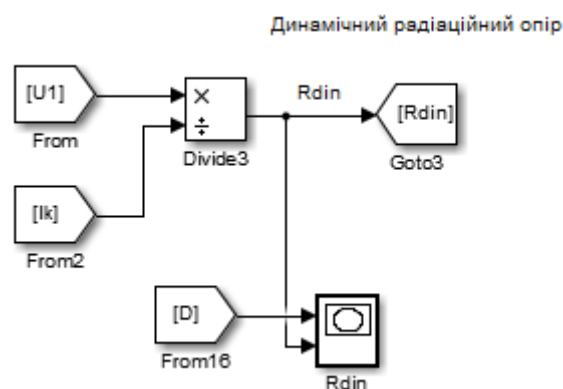 Динамічний радіаційний опір
[U1]
From
×
÷
Divide3
Rdin
[Rdin]
Goto3
[Ik]
From2
[D]
From16
Rdin